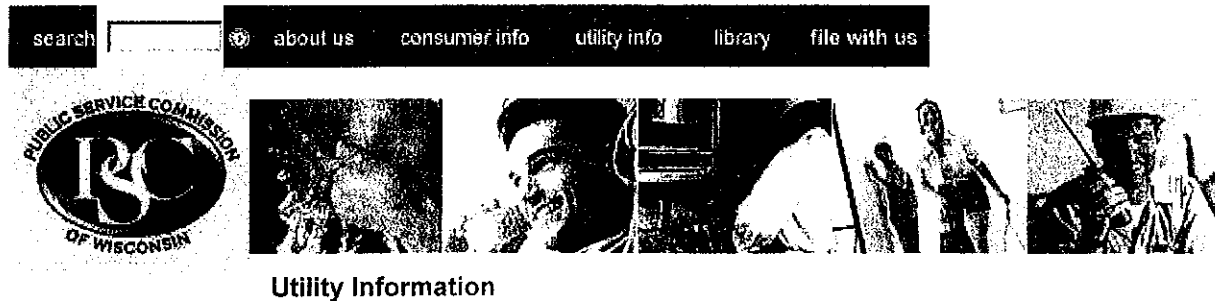 search about us consumer info utility info library file with us
PUBLIC SERVICE COMMISSION
PSC
OF WISCONSIN
Utility Information